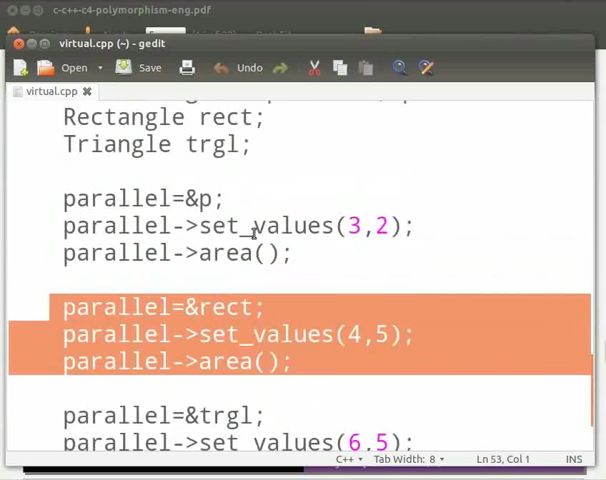 c-c++-c4-polymorphism-eng.pdf
virtual.cpp (~) - gedit
Open Save Undo
virtual.cpp
Rectangle rect;
Triangle trgl;
parallel=&p;
parallel->set_values(3,2);
parallel->area();
parallel=&rect;
parallel->set_values(4,5);
parallel->area();
parallel=&trgl;
parallel->set_values(6,5);
C++ Tab Width: 8 Ln 53, Col 1 INS